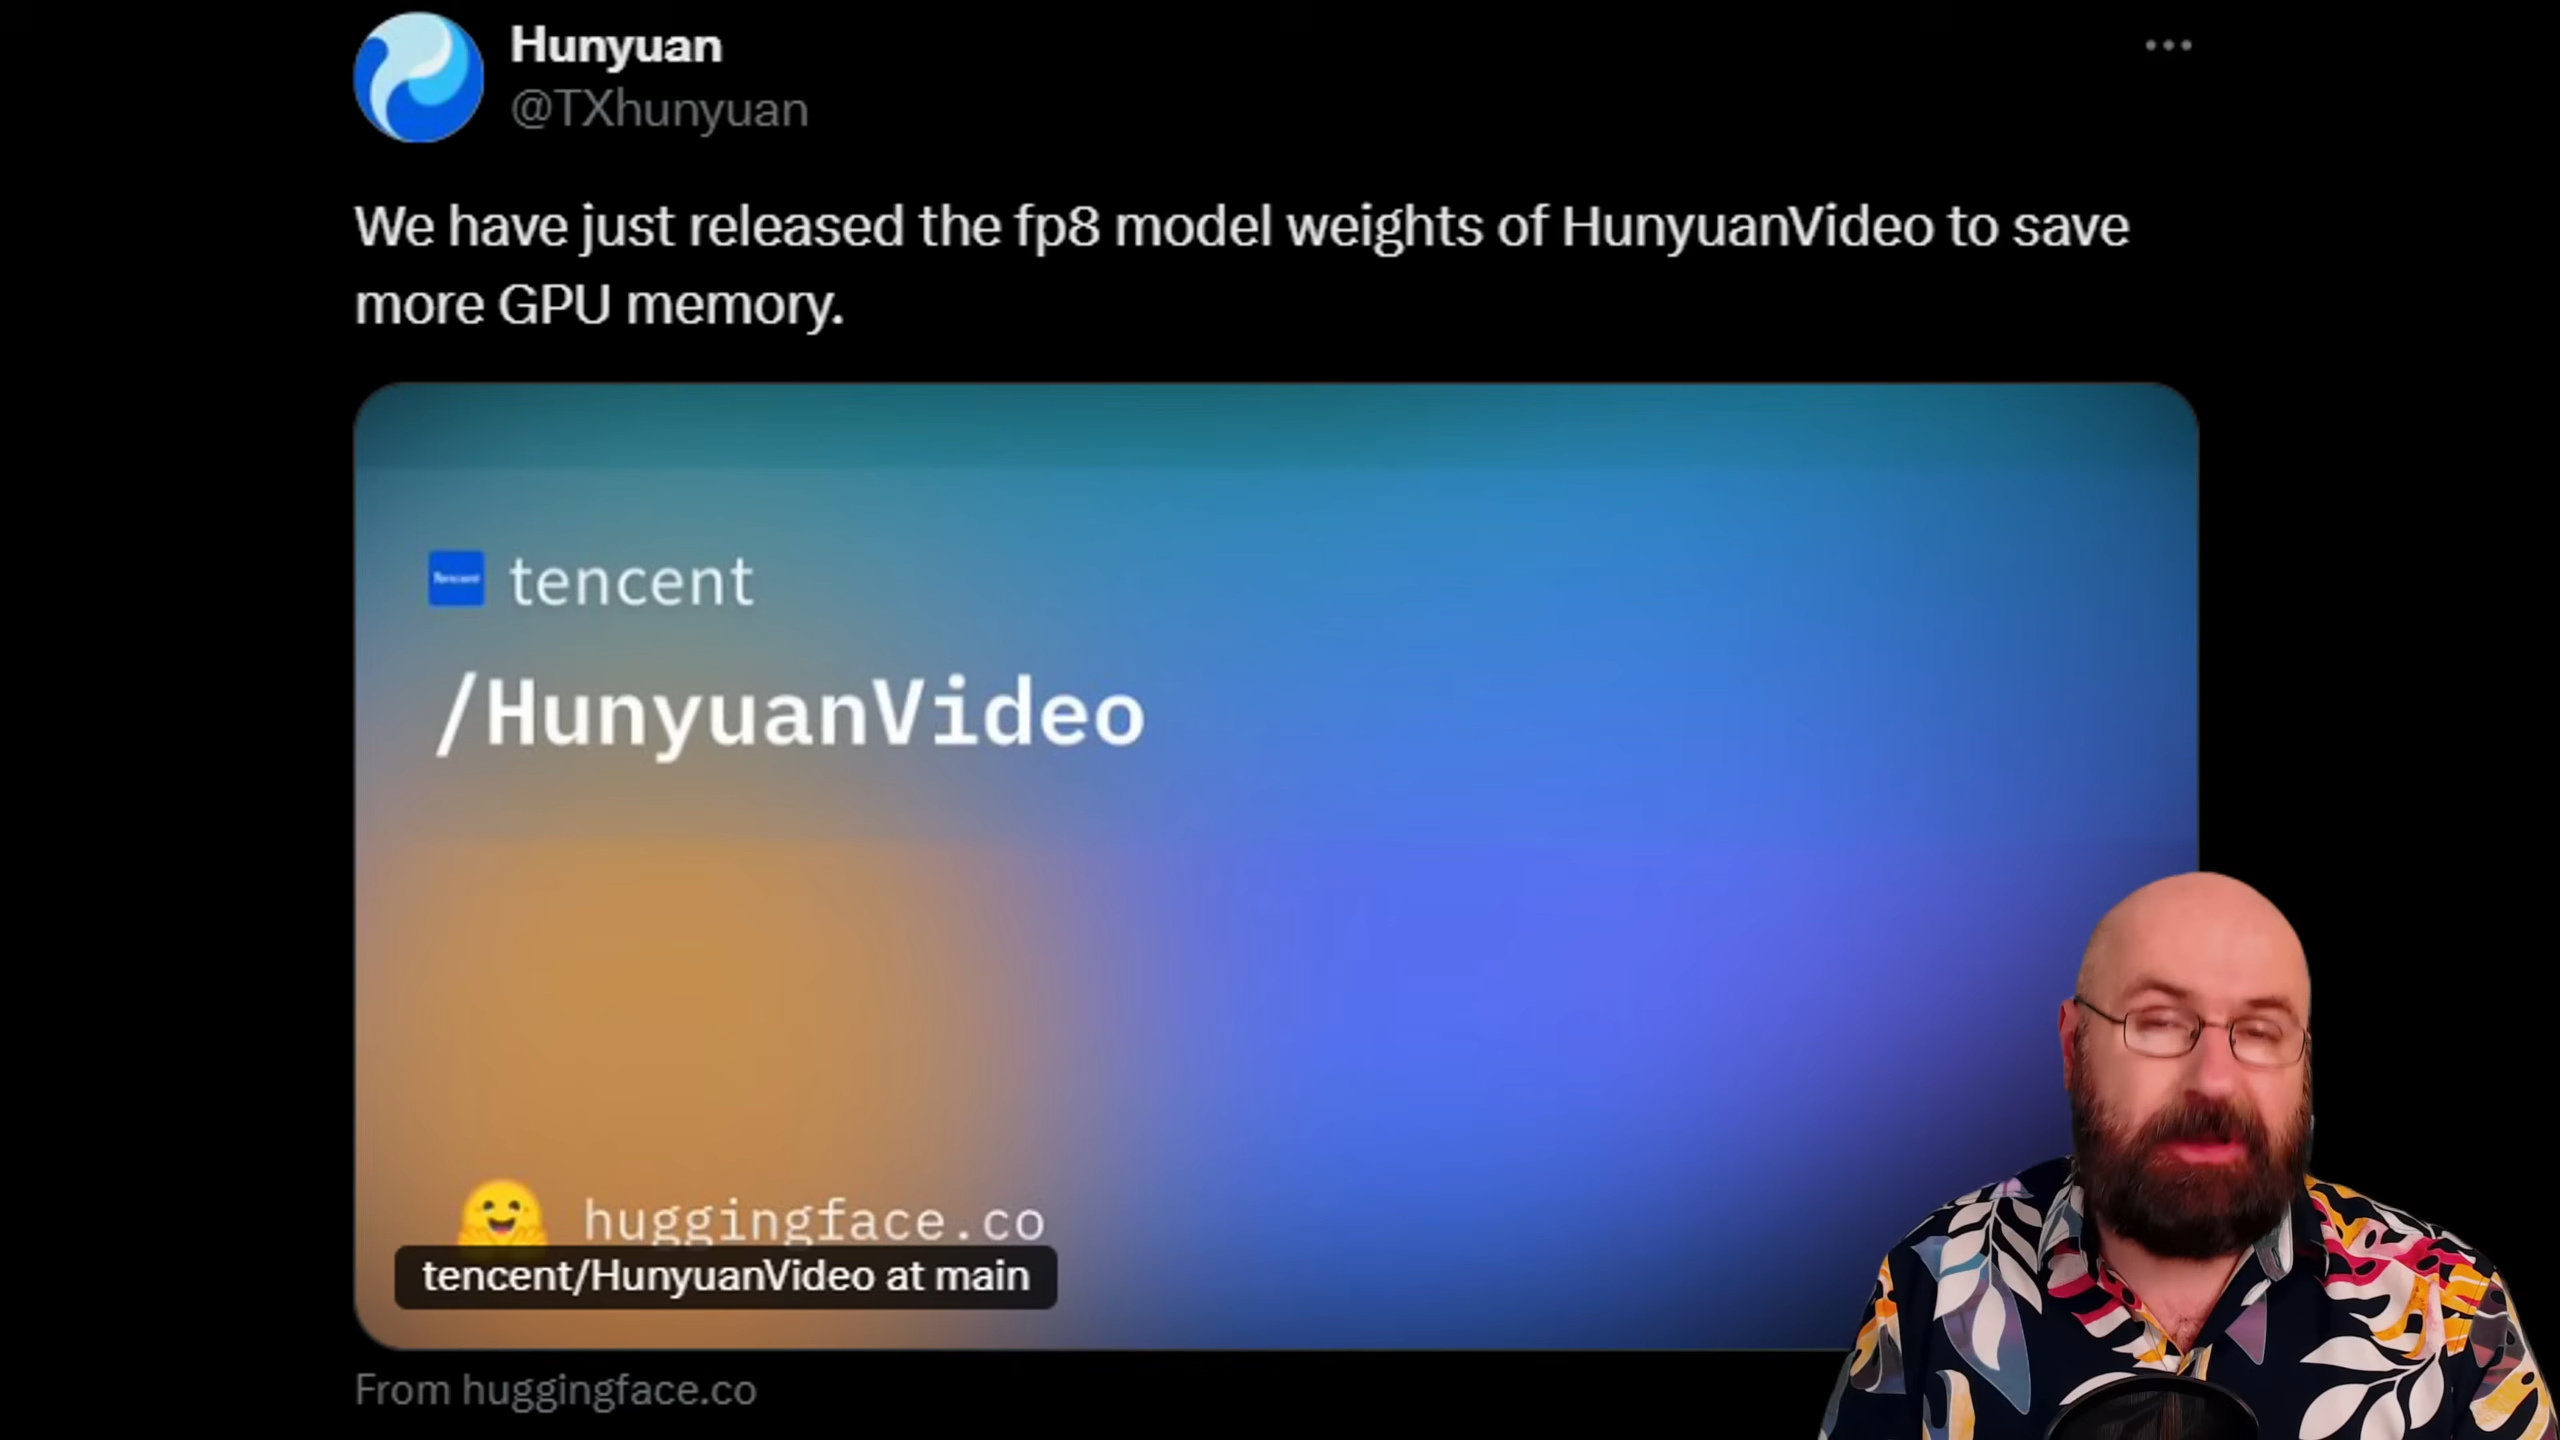 Hunyuan
@TXhunyuan
We have just released the fp8 model weights of HunyuanVideo to save
more GPU memory.
Tencent
tencent
/HunyuanVideo
huggingface.co
tencent/HunyuanVideo at main
From huggingface.co